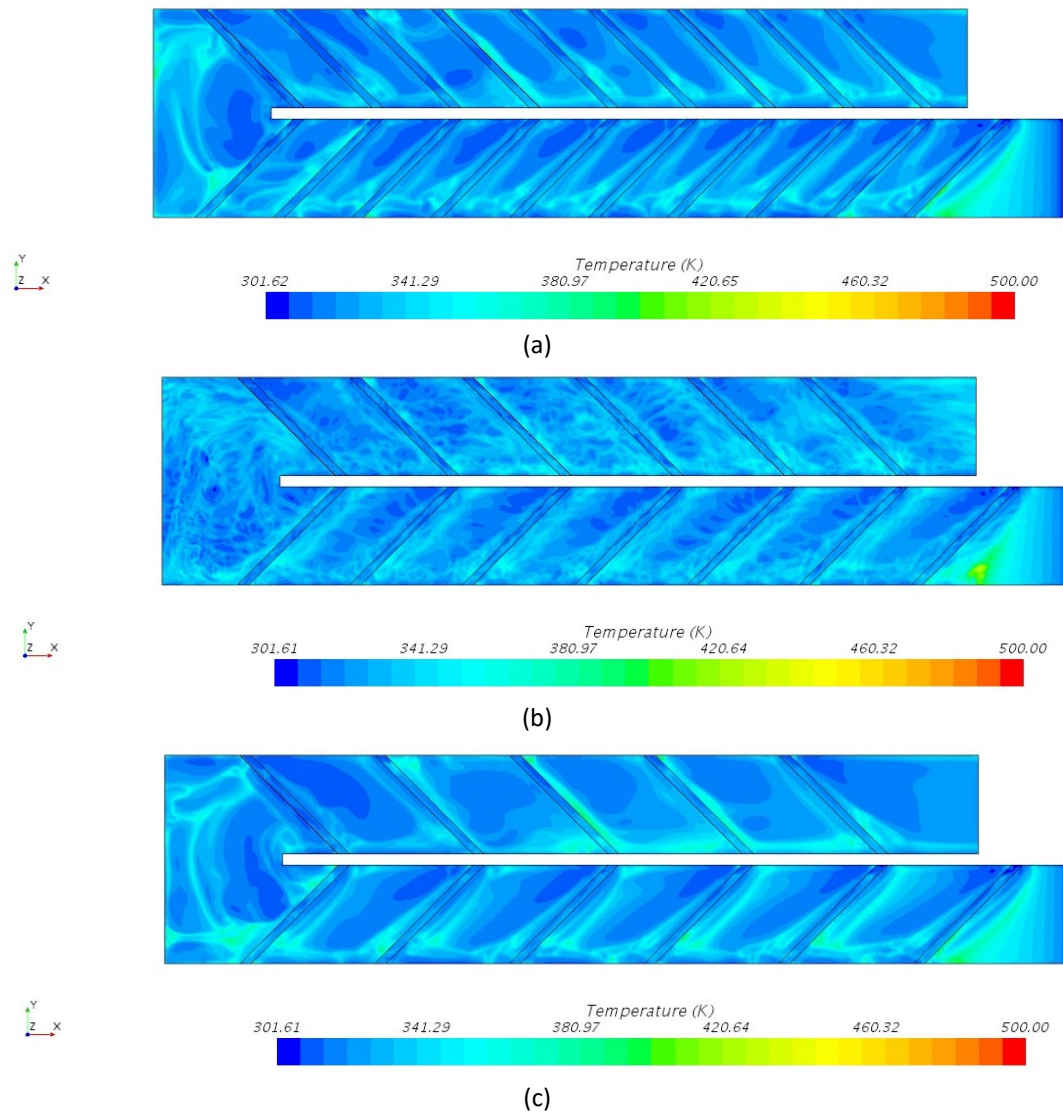 Temperature (K)
301.62 341.29 380.97 420.65 460.32 500.00
Y
Z X
(a)
Temperature (K)
301.61 341.29 380.97 420.64 460.32 500.00
Y
Z X
(b)
Temperature (K)
301.61 341.29 380.97 420.64 460.32 500.00
Y
Z X
(c)